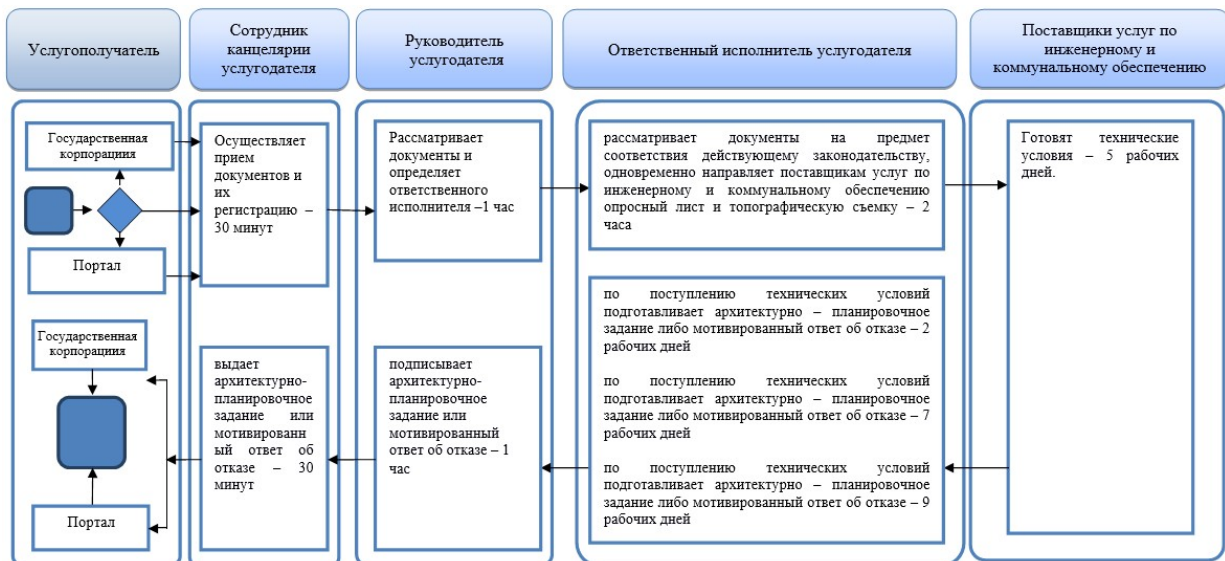 Услугополучатель
Сотрудник
канцелярии
услугодателя
Руководитель
услугодателя
Ответственный исполнитель услугодателя
Поставщики услуг по
инженерному и
коммунальному обеспечению
Государственная
корпорациии
Портал
Осуществляет
прием
документов и
их
регистрацию –
30 минут
Рассматривает
документы и
определяет
ответственного
исполнителя –1 час
рассматривает документы на предмет
соответствия действующему законодательству,
одновременно направляет поставщикам услуг по
инженерному и коммунальному обеспечению
опросный лист и топографическую съемку – 2
часа
Готовят технические
условия – 5 рабочих
дней.
Государственная
корпорациии
Портал
выдает
архитектурно-
планировочное
задание или
мотивированн
ый ответ об
отказе – 30
минут
подписывает
архитектурно-
планировочное
задание или
мотивированный
ответ об отказе – 1
час
по поступлению технических условий
подготавливает архитектурно – планировочное
задание либо мотивированный ответ об отказе – 2
рабочих дней
по поступлению технических условий
подготавливает архитектурно – планировочное
задание либо мотивированный ответ об отказе – 7
рабочих дней
по поступлению технических условий
подготавливает архитектурно – планировочное
задание либо мотивированный ответ об отказе – 9
рабочих дней